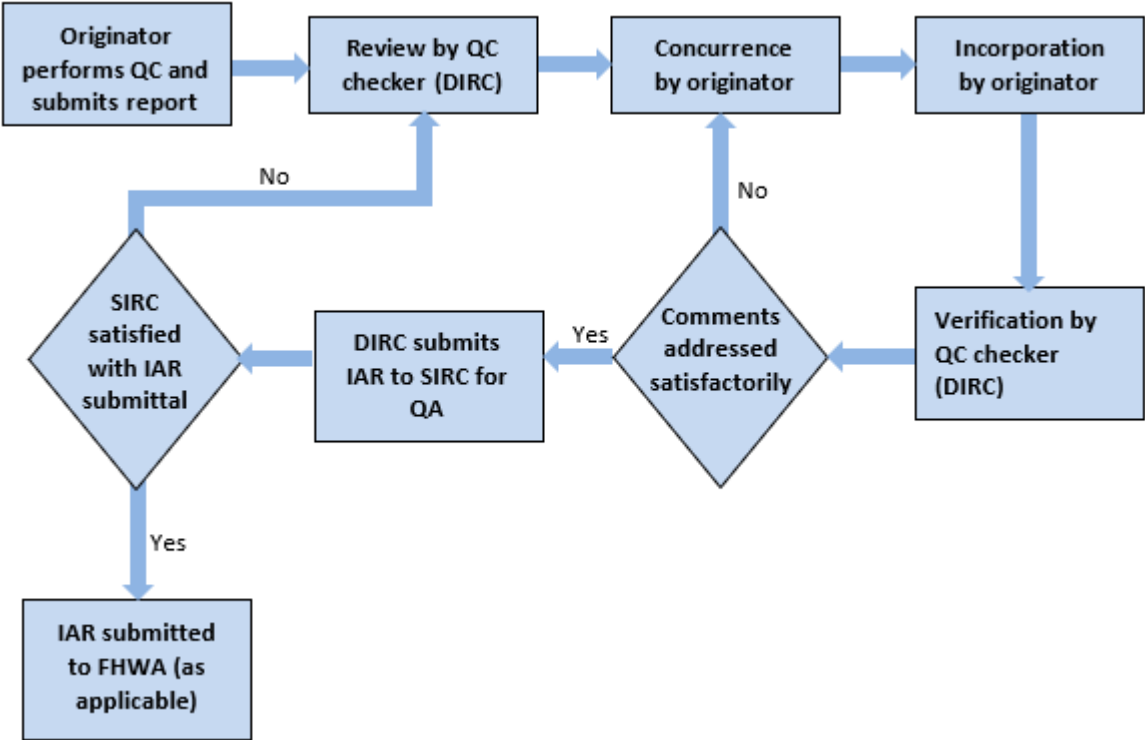 Originator
performs QC and
submits report
Review by QC
checker (DIRC)
Concurrence
by originator
Incorporation
by originator
No
No
SIRC
satisfied
with IAR
submittal
DIRC submits
IAR to SIRC for
QA
Yes
Comments
addressed
satisfactorily
Verification by
QC checker
(DIRC)
Yes
IAR submitted
to FHWA (as
applicable)